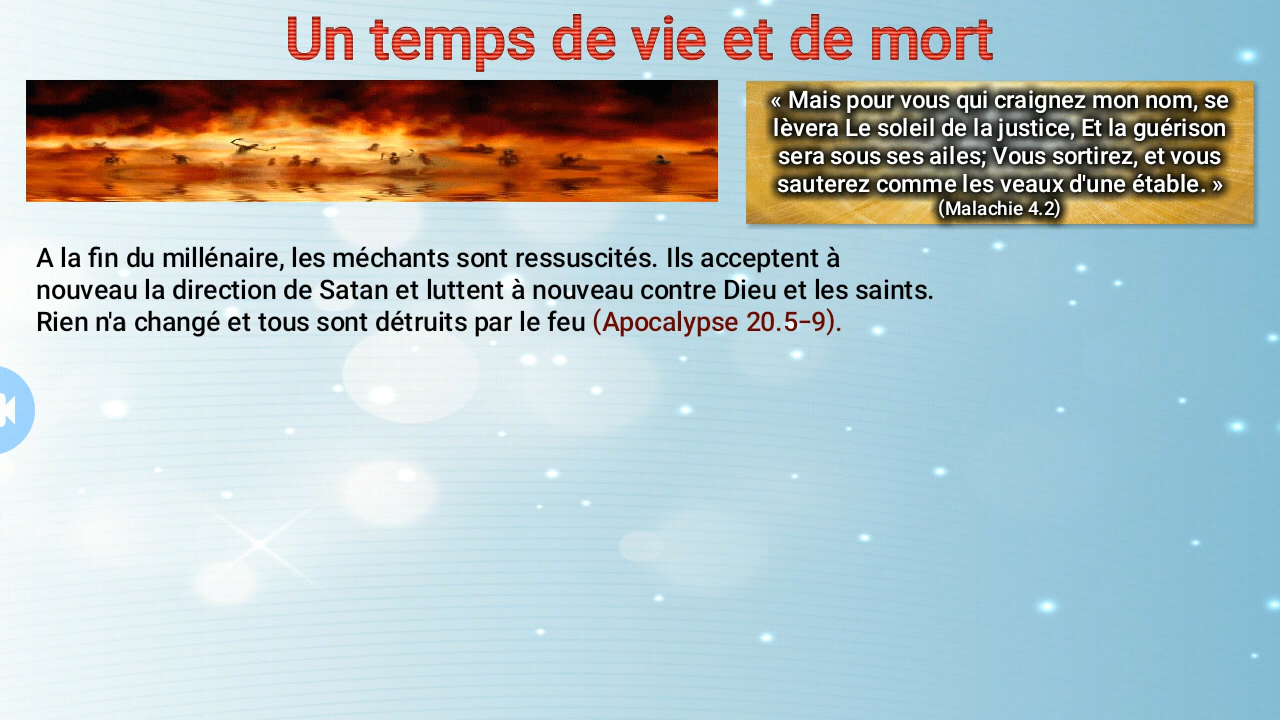 Un temps de vie et de mort
« Mais pour vous qui craignez mon nom, se
lèvera Le soleil de la justice, Et la guérison
sera sous ses ailes; Vous sortirez, et vous
sauterez comme les veaux d'une étable. »
(Malachie 4.2)
A la fin du millénaire, les méchants sont ressuscités. Ils acceptent à
nouveau la direction de Satan et luttent à nouveau contre Dieu et les saints.
Rien n'a changé et tous sont détruits par le feu (Apocalypse 20.5-9).